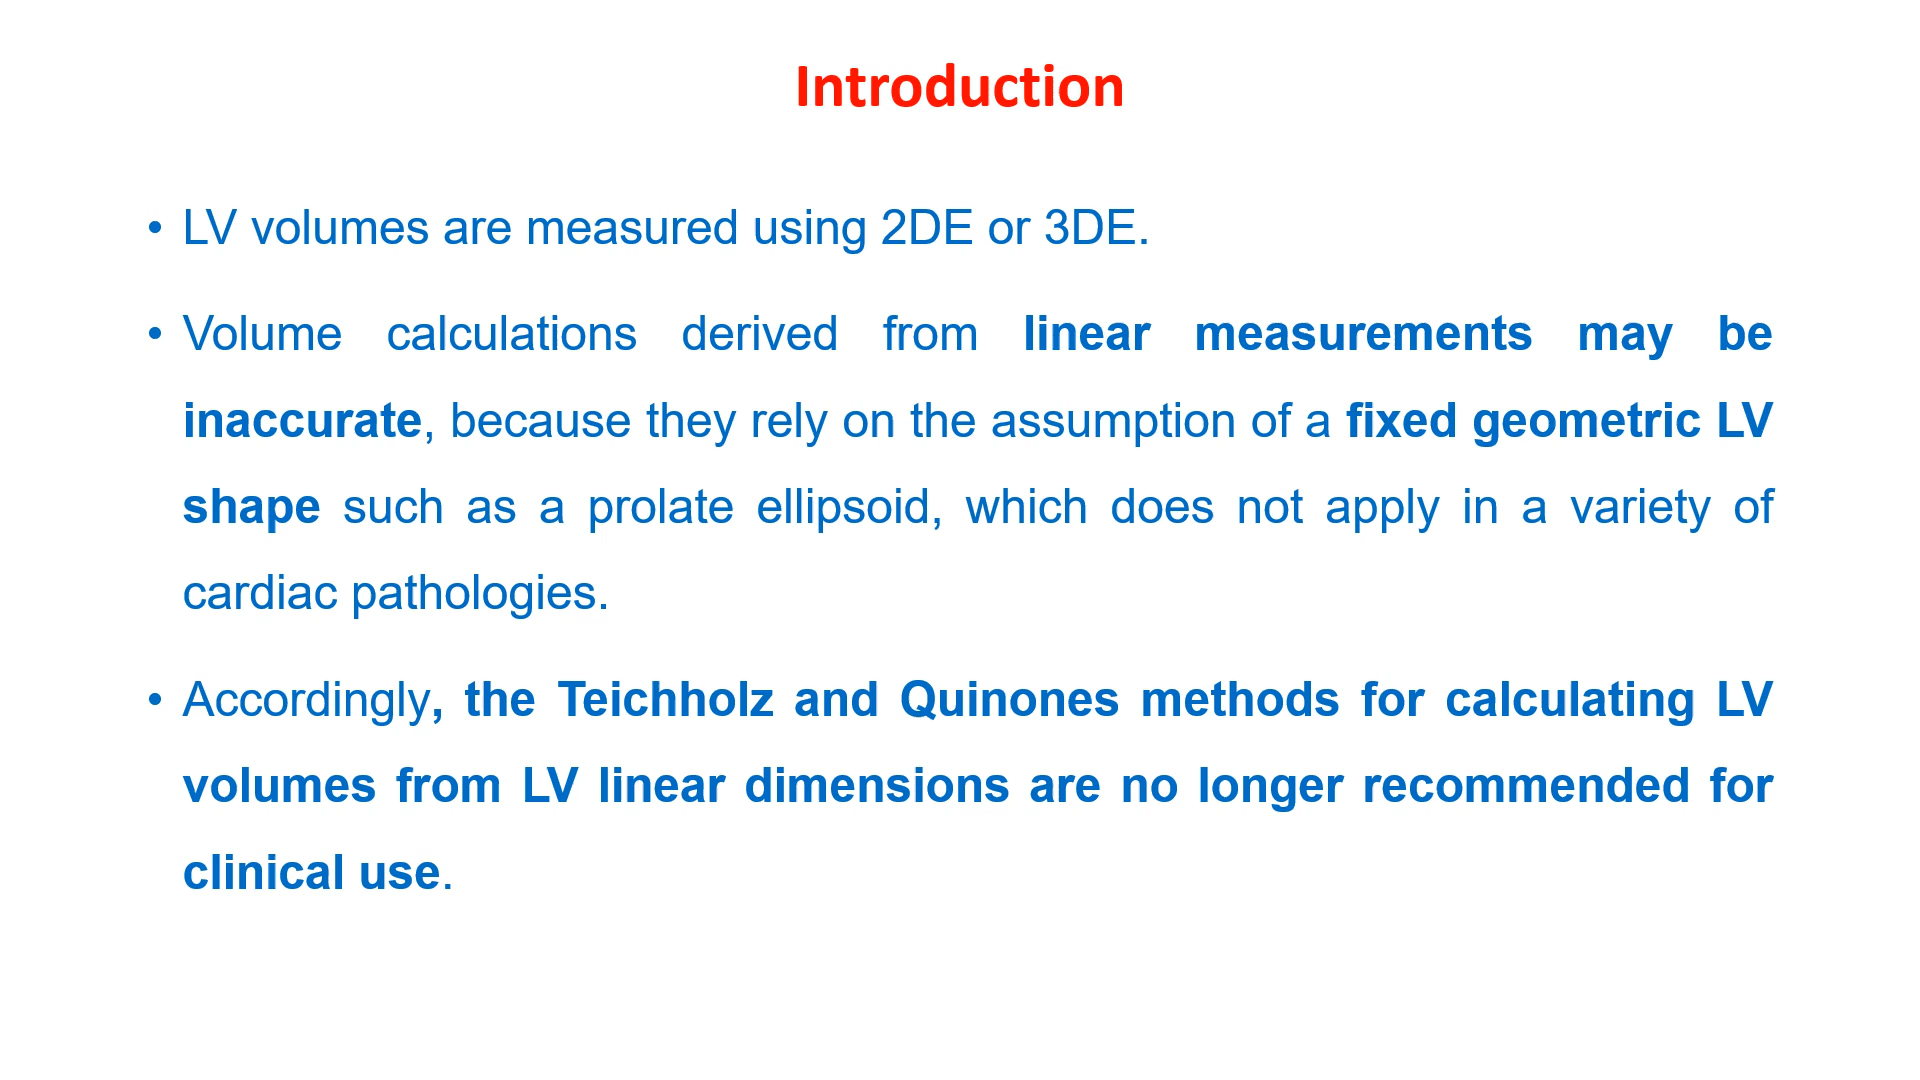 Introduction
• LV volumes are measured using 2DE or 3DE.
• Volume calculations derived from linear measurements may be
inaccurate, because they rely on the assumption of a fixed geometric LV
shape such as a prolate ellipsoid, which does not apply in a variety of
cardiac pathologies.
• Accordingly, the Teichholz and Quinones methods for calculating LV
volumes from LV linear dimensions are no longer recommended for
clinical use.